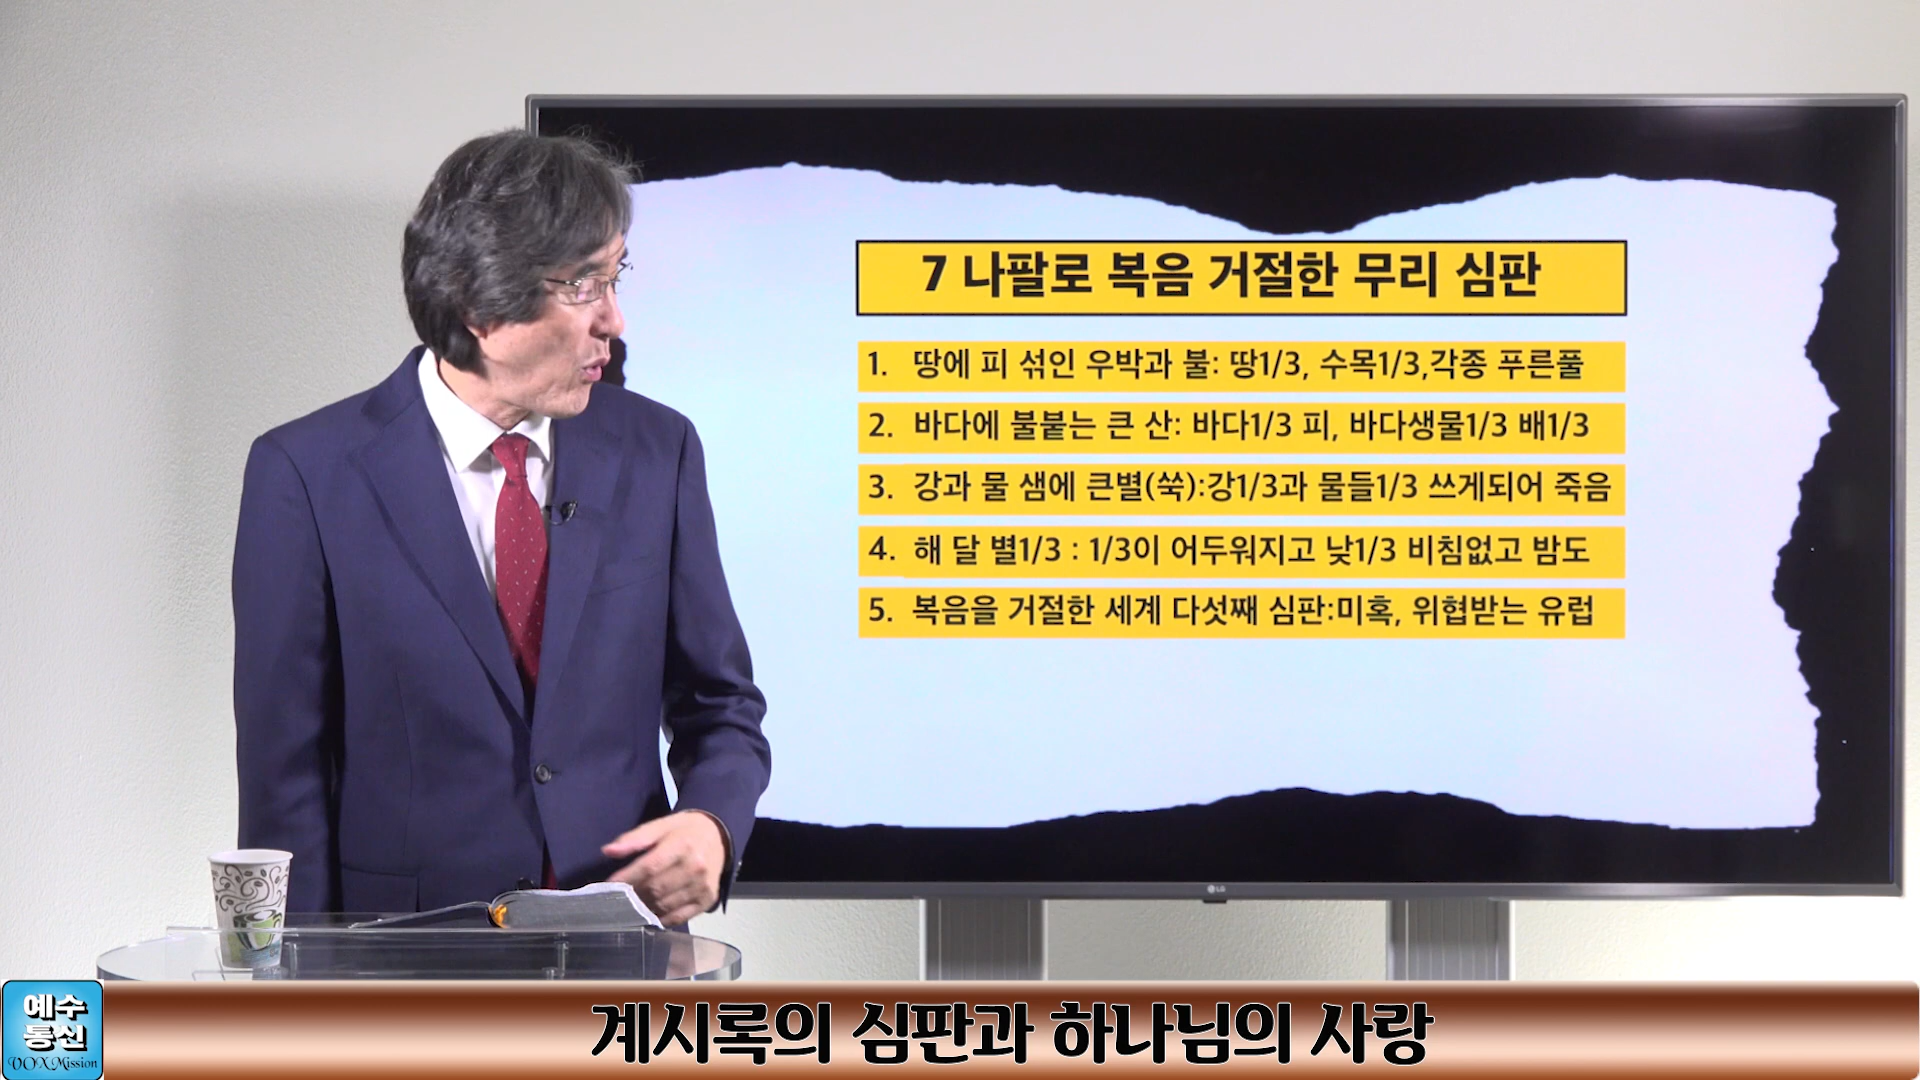 7 나팔로 복음 거절한 무리 심판
1. 땅에 피 섞인 우박과 불: 땅1/3, 수목1/3,각종 푸른풀
2. 바다에 불붙는 큰 산: 바다1/3 피, 바다생물1/3 배1/3
3. 강과 물 샘에 큰별(쑥):강1/3과 물들1/3 쓰게되어 죽음
4. 해 달 별1/3 : 1/3이 어두워지고 낮1/3 비침없고 밤도
5. 복음을 거절한 세계 다섯째 심판:미혹, 위협받는 유럽
LG
예수
통신
VOX Mission
계시록의 심판과 하나님의 사랑